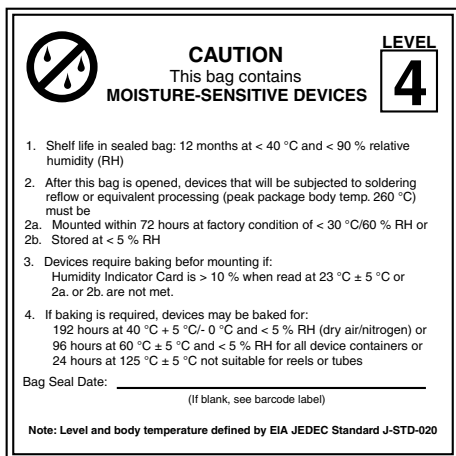 CAUTION
This bag contains
MOISTURE-SENSITIVE DEVICES
LEVEL
4
1. Shelf life in sealed bag: 12 months at < 40 °C and < 90 % relative
humidity (RH)
2. After this bag is opened, devices that will be subjected to soldering
reflow or equivalent processing (peak package body temp. 260 °C)
must be
2a. Mounted within 72 hours at factory condition of < 30 °C/60 % RH or
2b. Stored at < 5 % RH
3. Devices require baking befor mounting if:
Humidity Indicator Card is > 10 % when read at 23 °C ± 5 °C or
2a. or 2b. are not met.
4. If baking is required, devices may be baked for:
192 hours at 40 °C + 5 °C/- 0 °C and < 5 % RH (dry air/nitrogen) or
96 hours at 60 °C ± 5 °C and < 5 % RH for all device containers or
24 hours at 125 °C ± 5 °C not suitable for reels or tubes
Bag Seal Date:
(If blank, see barcode label)
Note: Level and body temperature defined by EIA JEDEC Standard J-STD-020